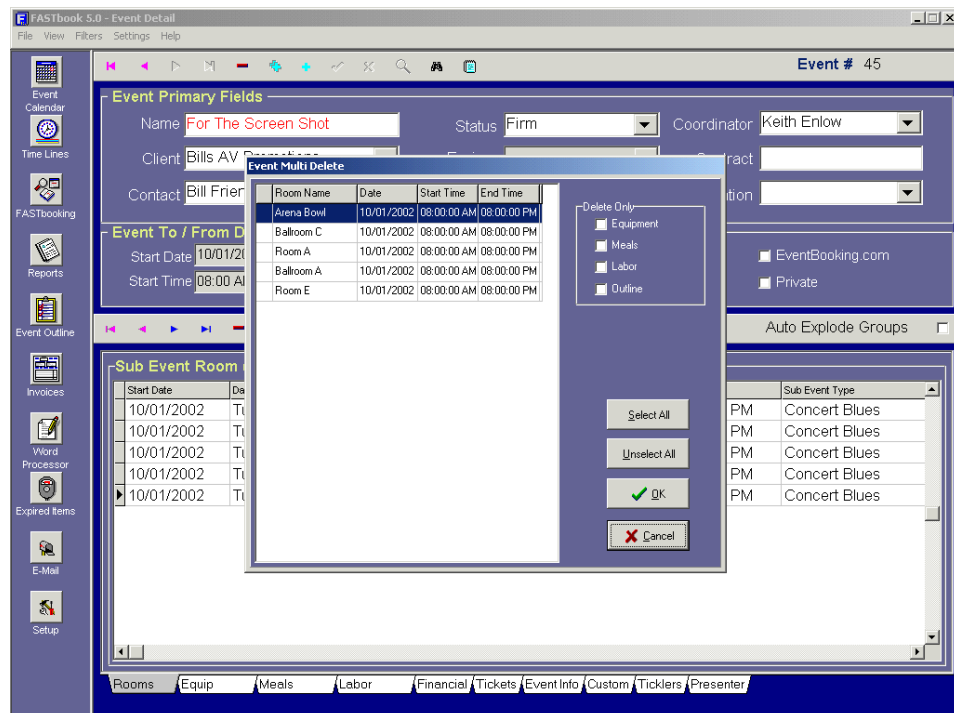 FASTbook 5.0 - Event Detail
File View Filters Settings Help
Event # 45
Event Calendar
Time Lines
FASTbooking
Reports
Event Outline
Invoices
Word Processor
Expired Items
E-Mail
Setup
Event Primary Fields
Name For The Screen Shot
Status Firm
Coordinator Keith Enlow
Client Bills AV Promotions
Contact Bill Frien
Event To / From D
Start Date 10/01/20
Start Time 08:00 A
EventBooking.com
Private
Auto Explode Groups
Event Multi Delete
Room Name Date Start Time End Time
Arena Bowl 10/01/2002 08:00:00 AM 08:00:00 PM
Ballroom C 10/01/2002 08:00:00 AM 08:00:00 PM
Room A 10/01/2002 08:00:00 AM 08:00:00 PM
Ballroom A 10/01/2002 08:00:00 AM 08:00:00 PM
Room E 10/01/2002 08:00:00 AM 08:00:00 PM
Delete Only
Equipment
Meals
Labor
Outline
Select All
Unselect All
OK
Cancel
Sub Event Room
Start Date Da Sub Event Type
10/01/2002 Tu PM Concert Blues
10/01/2002 Tu PM Concert Blues
10/01/2002 Tu PM Concert Blues
10/01/2002 Tu PM Concert Blues
10/01/2002 Tu PM Concert Blues
Rooms Equip Meals Labor Financial Tickets Event Info Custom Ticklers Presenter